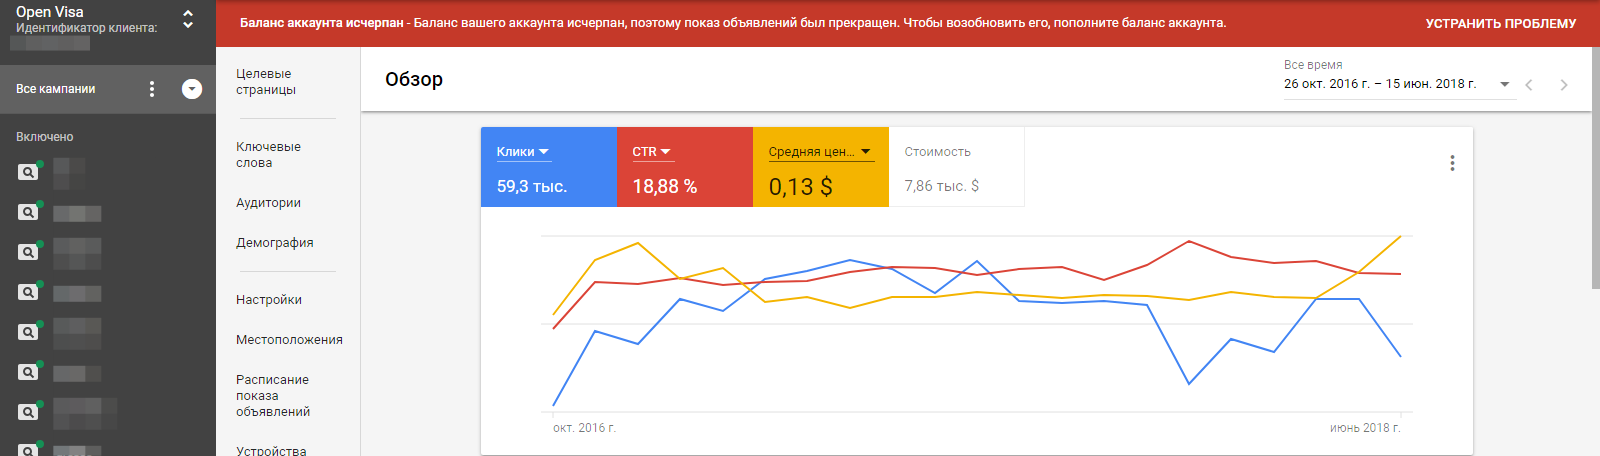 Open Visa
Идентификатор клиента:
Все кампании
Включено
Баланс аккаунта исчерпан - Баланс вашего аккаунта исчерпан, поэтому показ объявлений был прекращен. Чтобы возобновить его, пополните баланс аккаунта.
УСТРАНИТЬ ПРОБЛЕМУ
Целевые
страницы
Ключевые
слова
Аудитории
Демография
Настройки
Местоположения
Расписание
показа
объявлений
Устройства
Обзор
Все время
26 окт. 2016 г. – 15 июн. 2018 г.
Клики
59,3 тыс.
CTR
18,88 %
Средняя цен...
0,13 $
Стоимость
7,86 тыс. $
окт. 2016 г.
июнь 2018 г.